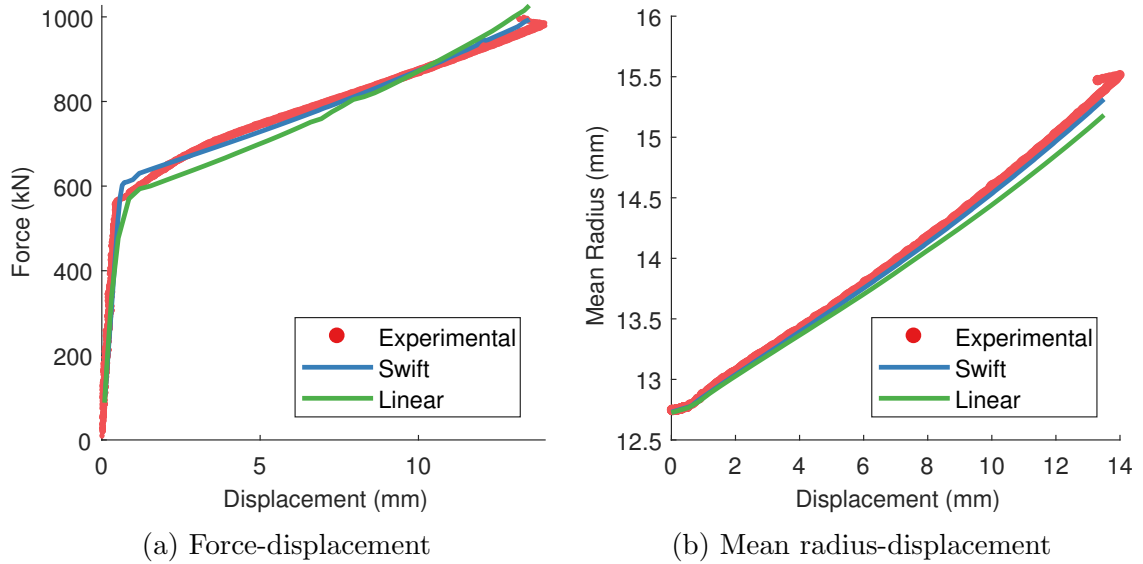 1000
800
600
400
200
0
Force (kN)
Experimental
Swift
Linear
0
5
10
Displacement (mm)
(a) Force-displacement
16
15.5
15
14.5
14
13.5
13
12.5
Mean Radius (mm)
Experimental
Swift
Linear
0
2
4
6
8
10
12
14
Displacement (mm)
(b) Mean radius-displacement